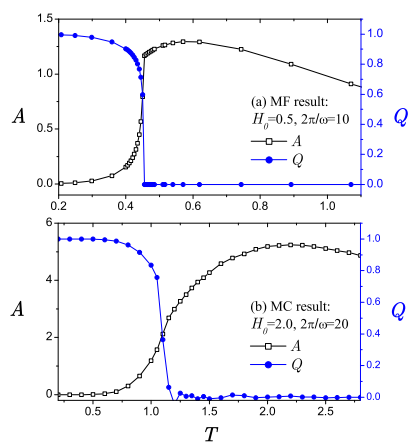 1.5
1.0
0.5
0.0
A
1.0
0.8
0.6
0.4
0.2
0.0
Q
(a) MF result:
H₀=0.5, 2π/ω=10
A
Q
0.2 0.4 0.6 0.8 1.0
6
4
2
0
A
1.0
0.8
0.6
0.4
0.2
0.0
Q
(b) MC result:
H₀=2.0, 2π/ω=20
A
Q
0.5 1.0 1.5 2.0 2.5
T